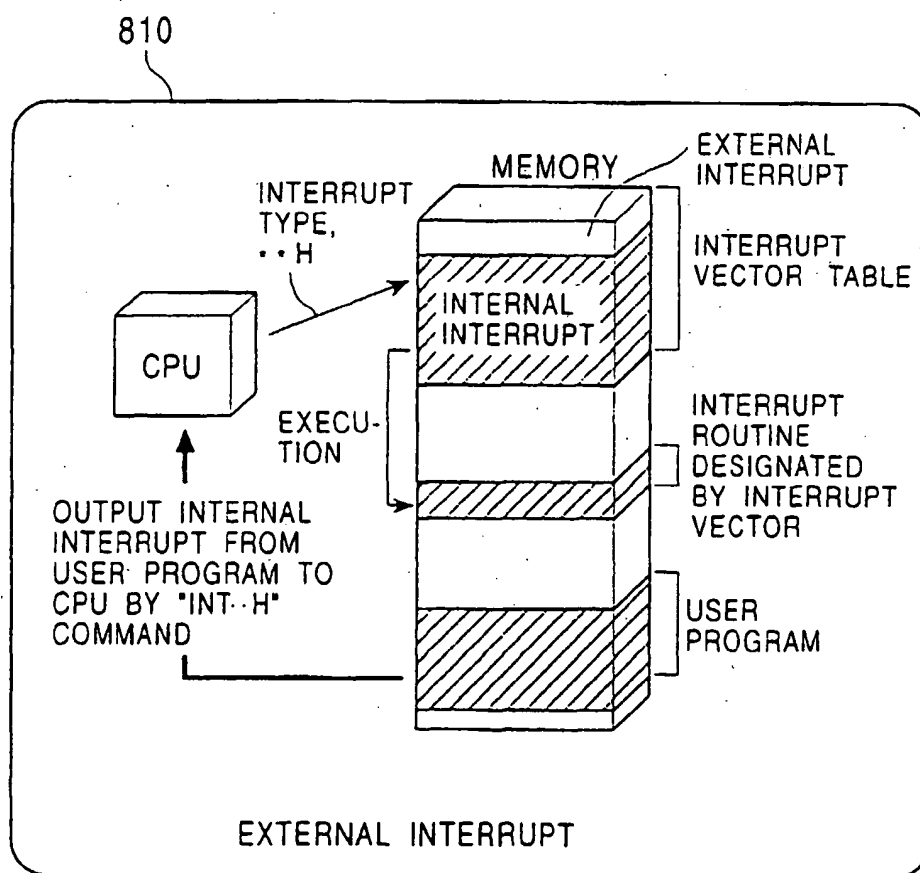 810
MEMORY
EXTERNAL
INTERRUPT
INTERRUPT
TYPE,
··H
INTERRUPT
VECTOR TABLE
INTERNAL
INTERRUPT
CPU
EXECU-
TION
INTERRUPT
ROUTINE
DESIGNATED
BY INTERRUPT
VECTOR
OUTPUT INTERNAL
INTERRUPT FROM
USER PROGRAM TO
CPU BY "INT··H"
COMMAND
USER
PROGRAM
EXTERNAL INTERRUPT